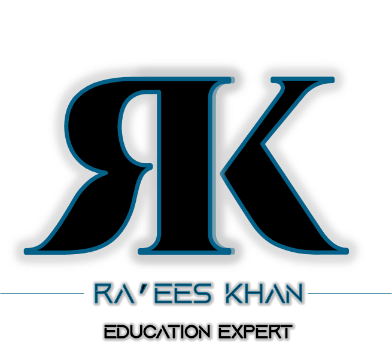 RK
RA'EES KHAN
EDUCATION EXPERT